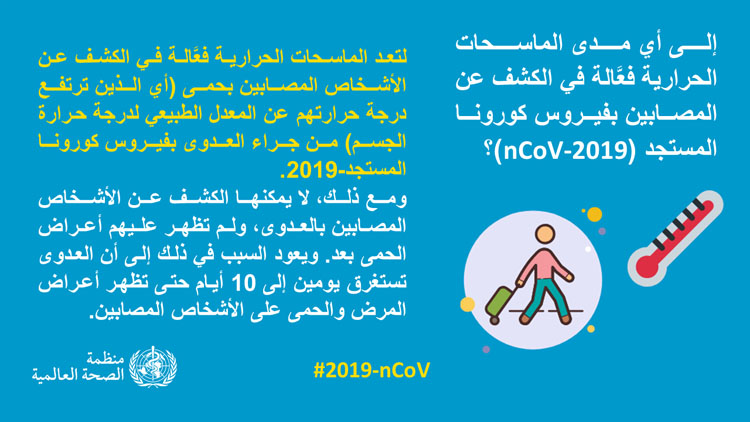 إلى أي مدى الماسحات
الحرارية فعَّالة في الكشف عن
المصابين بفيروس كورونا
المستجد (nCoV-2019)؟
لتعد الماسحات الحرارية فعَّالة في الكشف عن
الأشخاص المصابين بحمى (أي الذين ترتفع
درجة حرارتهم عن المعدل الطبيعي لدرجة حرارة
الجسم) من جراء العدوى بفيروس كورونا
المستجد-2019.
ومع ذلك، لا يمكنها الكشف عن الأشخاص
المصابين بالعدوى، ولم تظهر عليهم أعراض
الحمى بعد. ويعود السبب في ذلك إلى أن العدوى
تستغرق يومين إلى 10 أيام حتى تظهر أعراض
المرض والحمى على الأشخاص المصابين.
#2019-nCoV
منظمة
الصحة العالمية